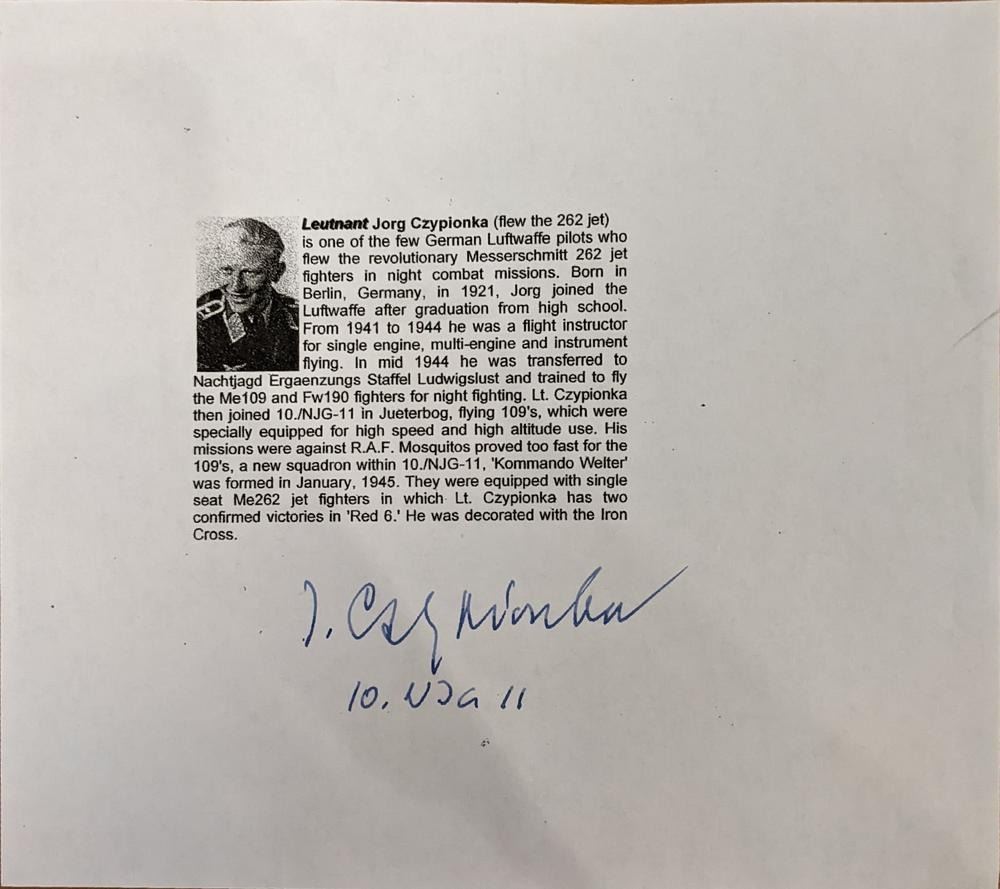 Leutnant Jorg Czypionka (flew the 262 jet)
is one of the few German Luftwaffe pilots who
flew the revolutionary Messerschmitt 262 jet
fighters in night combat missions. Born in
Berlin, Germany, in 1921, Jorg joined the
Luftwaffe after graduation from high school.
From 1941 to 1944 he was a flight instructor
for single engine, multi-engine and instrument
flying. In mid 1944 he was transferred to
Nachtjagd Ergaenzungs Staffel Ludwigslust and trained to fly
the Me109 and Fw190 fighters for night fighting. Lt. Czypionka
then joined 10./NJG-11 in Jueterbog, flying 109's, which were
specially equipped for high speed and high altitude use. His
missions were against R.A.F. Mosquitos proved too fast for the
109's, a new squadron within 10./NJG-11, 'Kommando Welter'
was formed in January, 1945. They were equipped with single
seat Me262 jet fighters in which Lt. Czypionka has two
confirmed victories in 'Red 6.' He was decorated with the Iron
Cross.
J. Czypionka
10. NJG 11